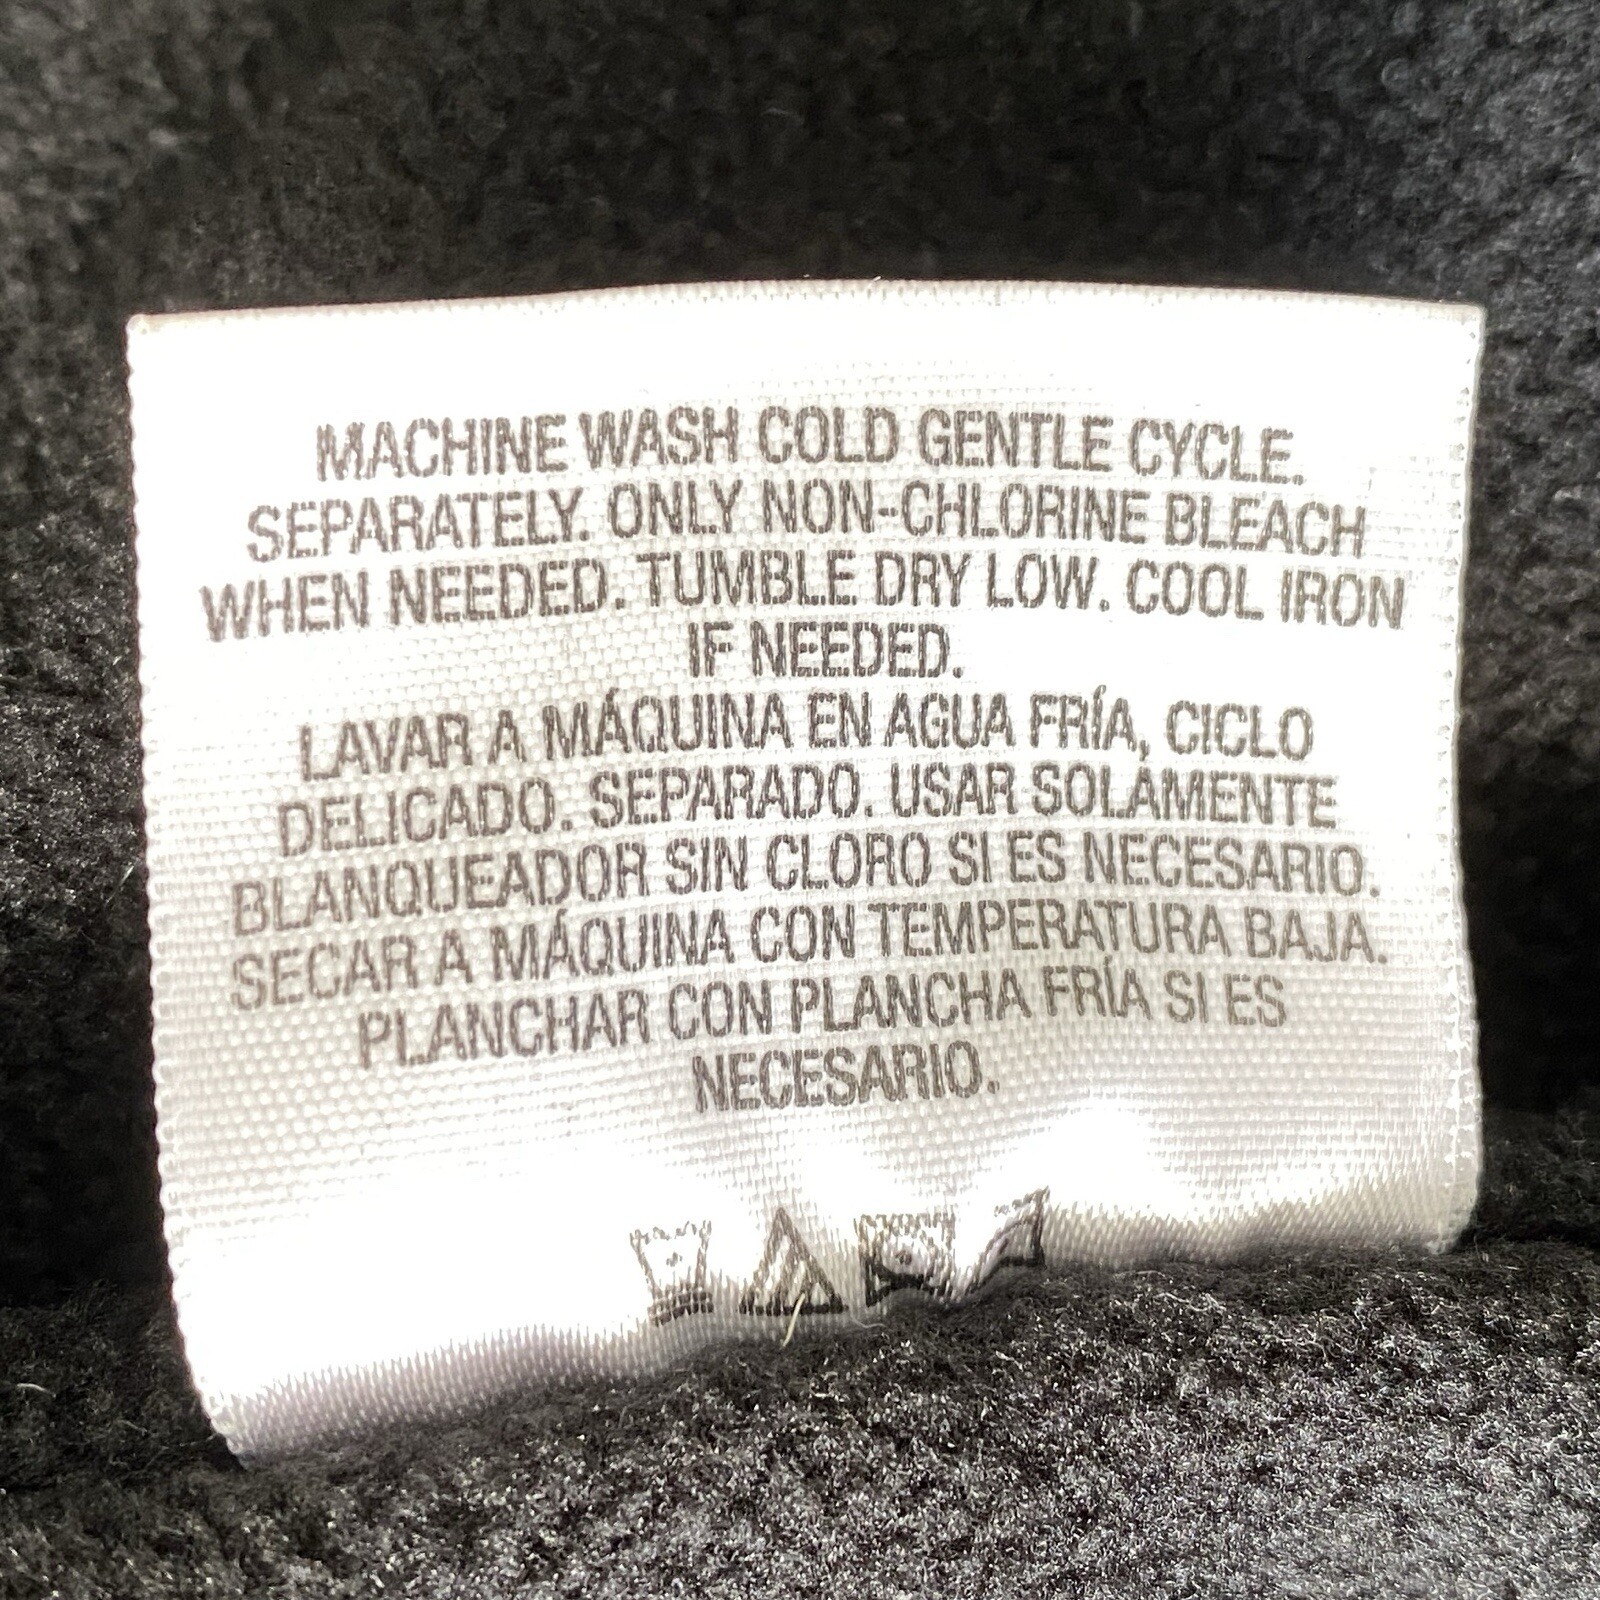 MACHINE WASH COLD GENTLE CYCLE.
SEPARATELY. ONLY NON-CHLORINE BLEACH
WHEN NEEDED. TUMBLE DRY LOW. COOL IRON
IF NEEDED.
LAVAR A MÁQUINA EN AGUA FRÍA, CICLO
DELICADO. SEPARADO. USAR SOLAMENTE
BLANQUEADOR SIN CLORO SI ES NECESARIO.
SECAR A MÁQUINA CON TEMPERATURA BAJA.
PLANCHAR CON PLANCHA FRÍA SI ES
NECESARIO.